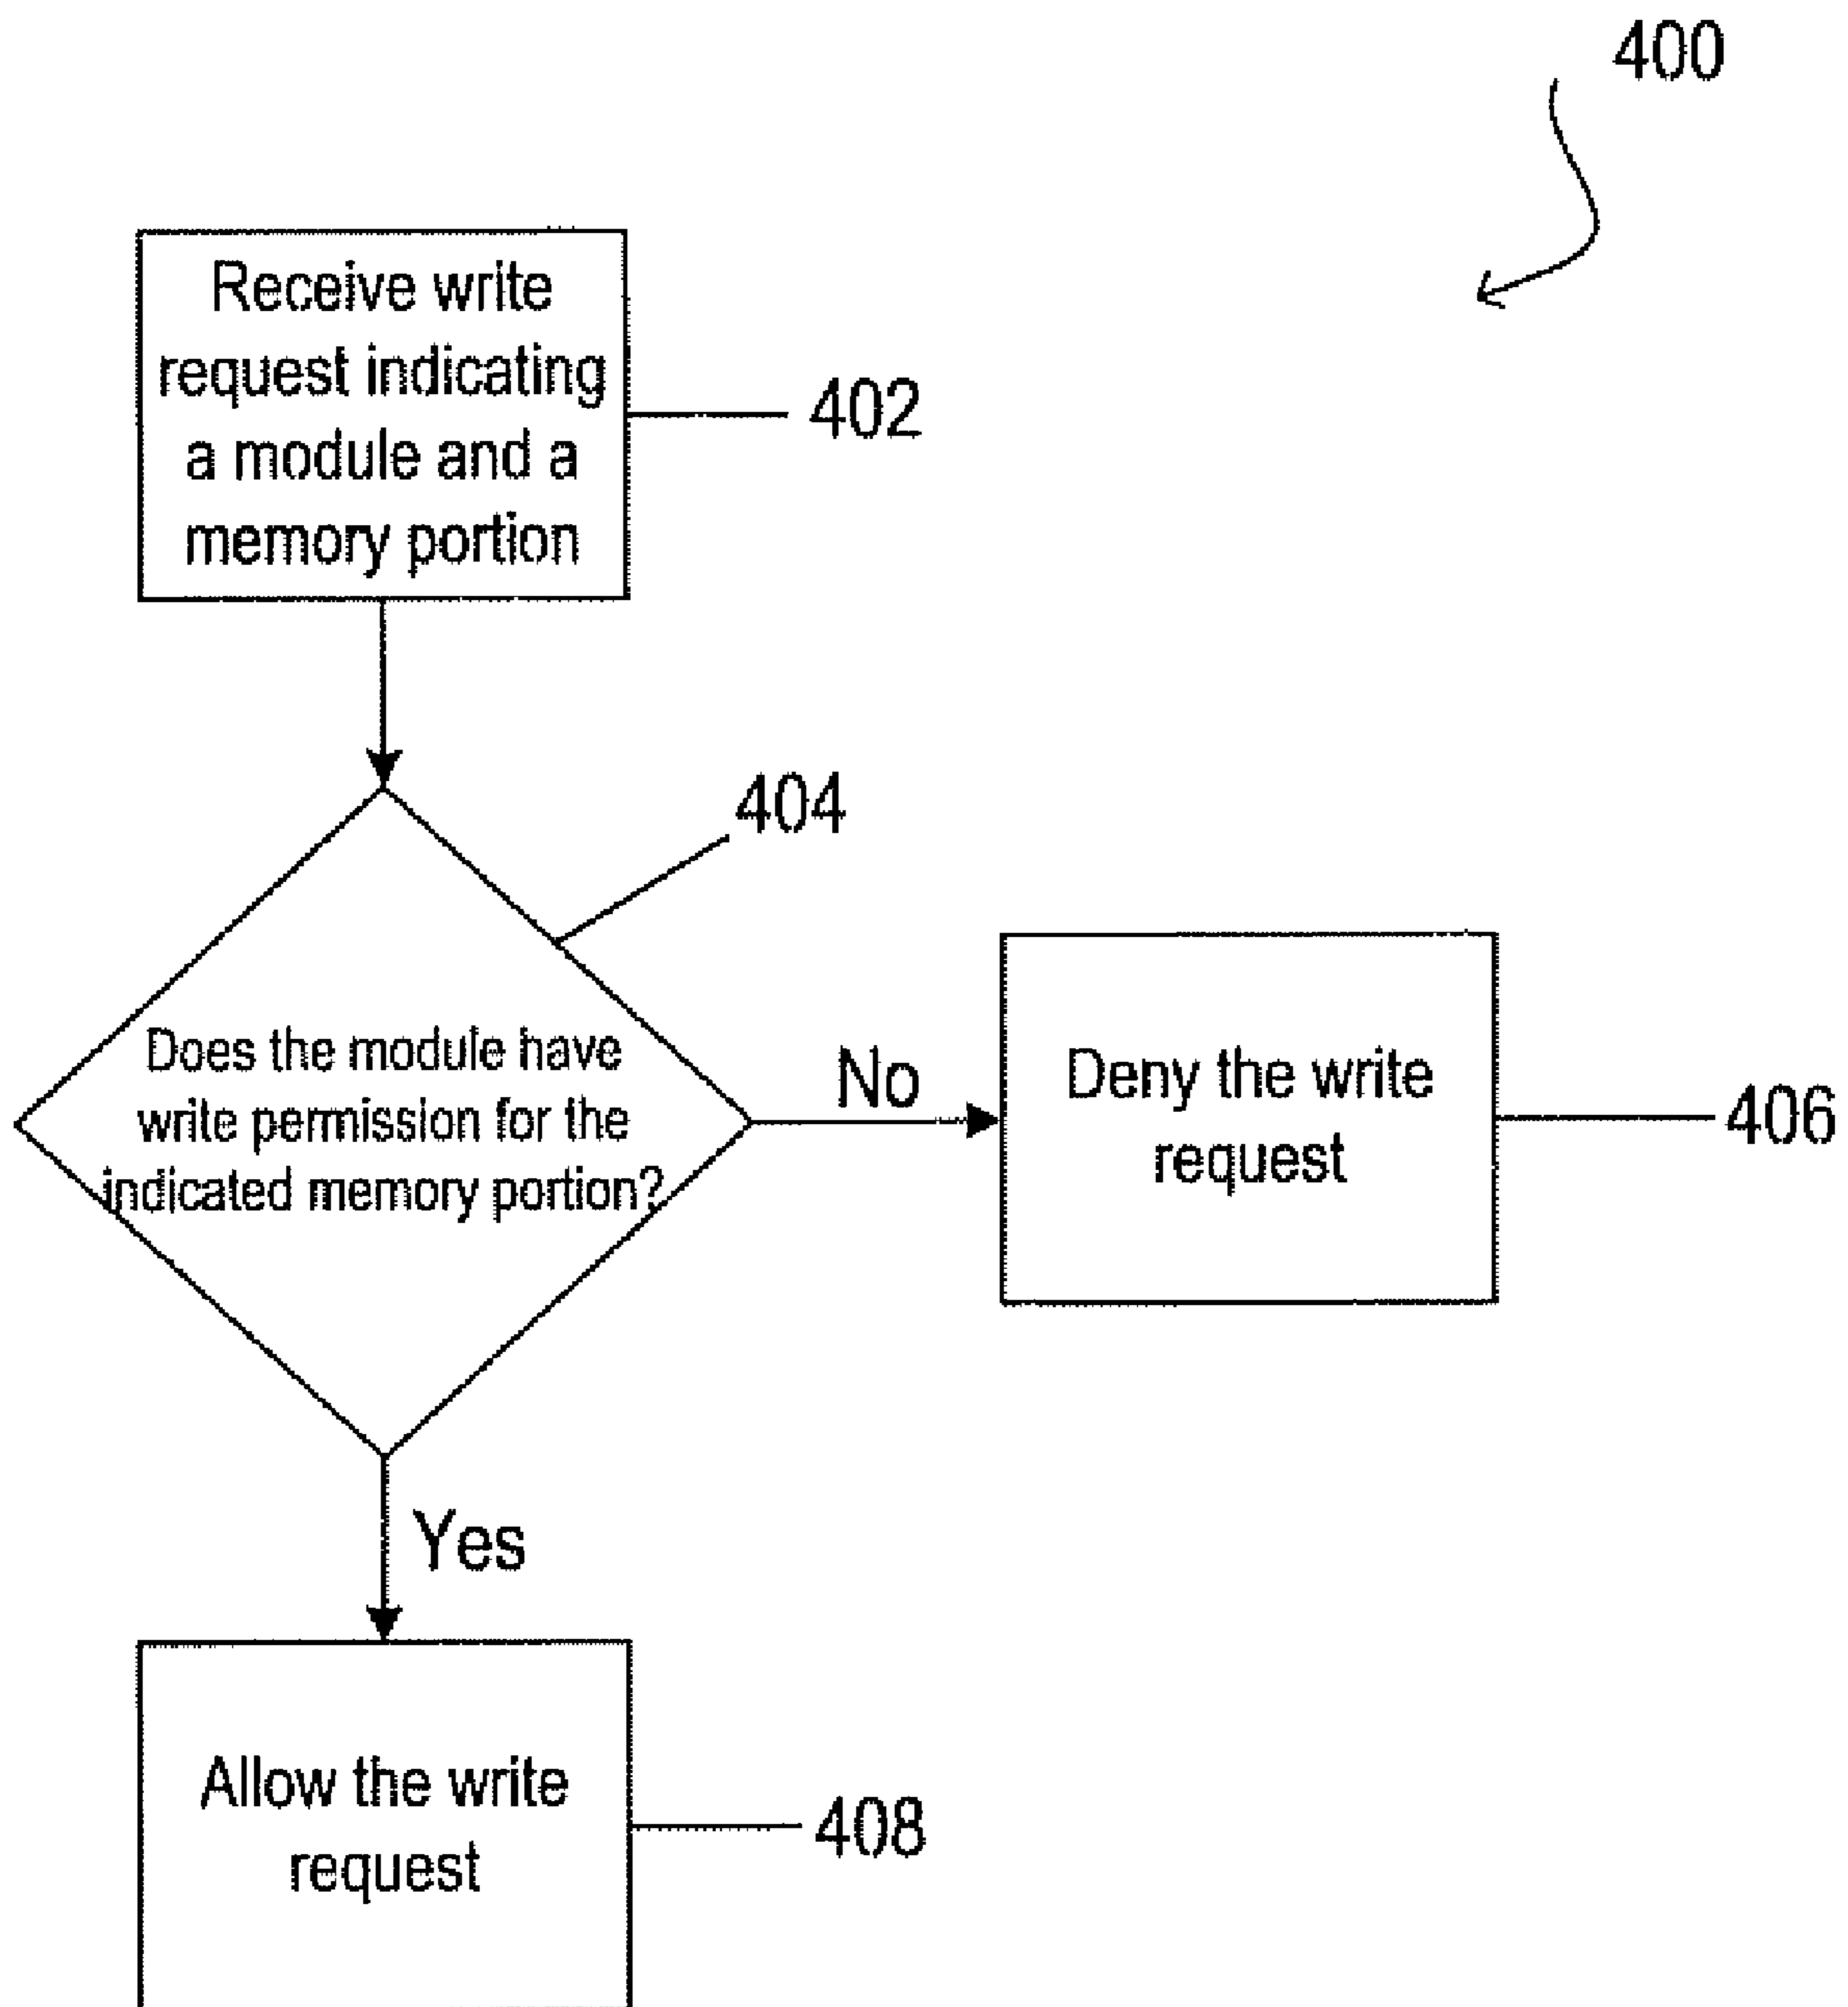 400
Receive write
request indicating
a module and a
memory portion
402
404
Does the module have
write permission for the
indicated memory portion?
No
Deny the write
request
406
Yes
Allow the write
request
408